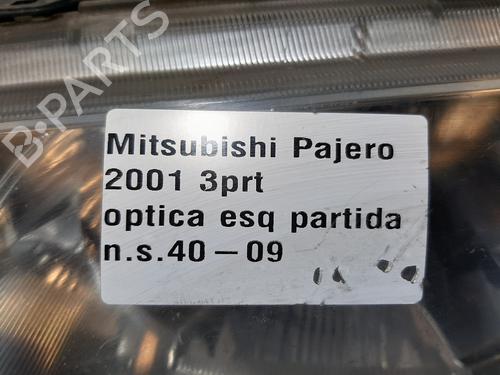 B-PARTS
Mitsubishi Pajero
2001 3prt
optica esq partida
n.s.40-09